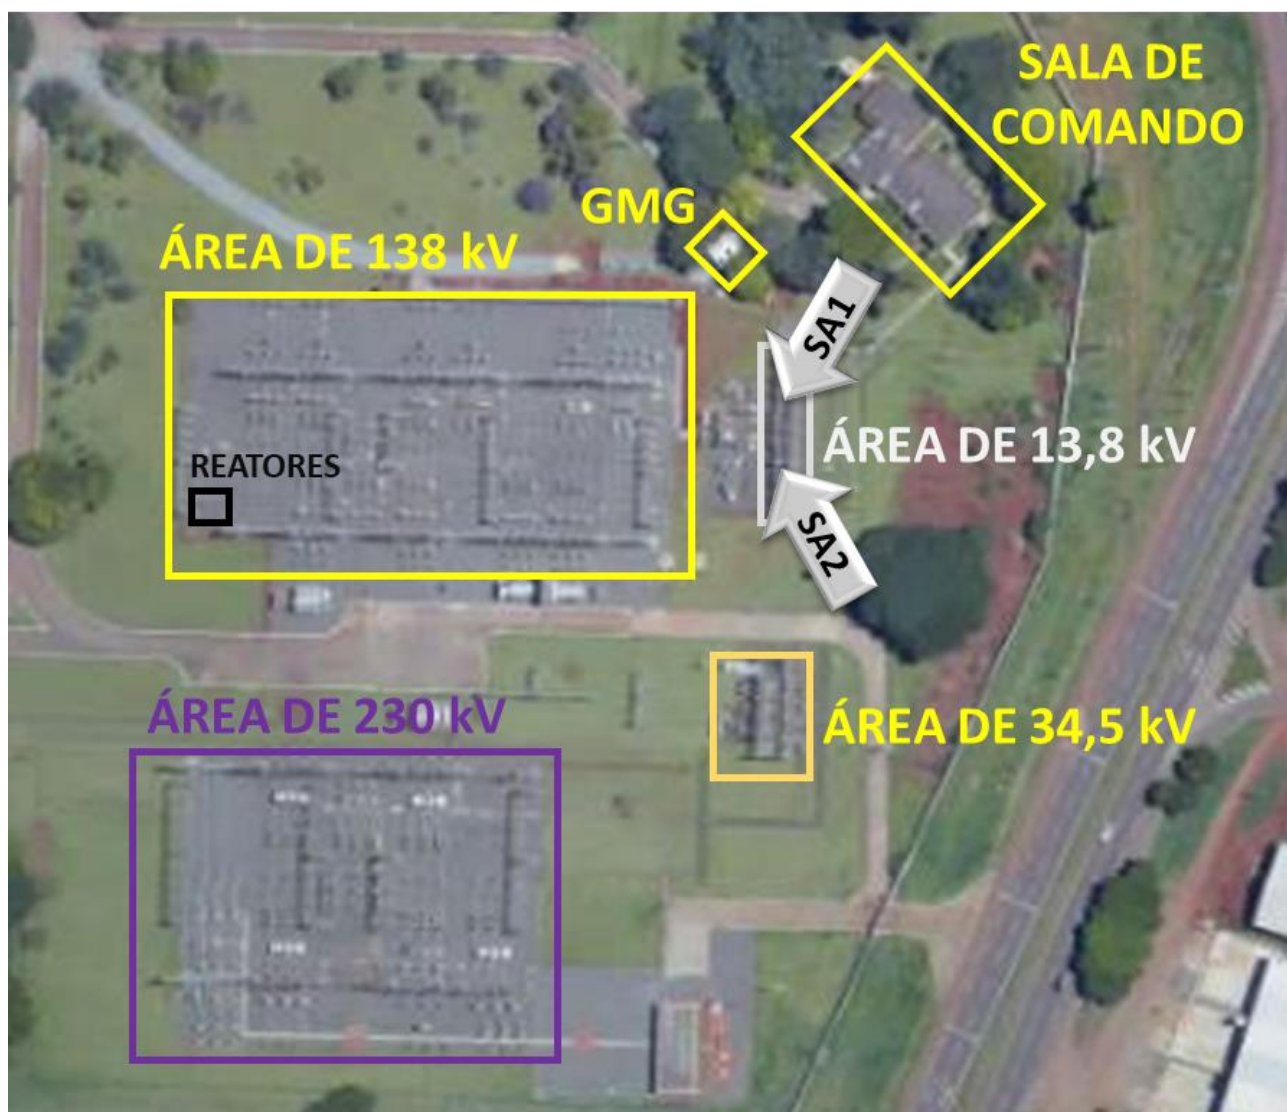 SALA DE
COMANDO
GMG
ÁREA DE 138 kV
SA1
ÁREA DE 13,8 kV
REATORES
SA2
ÁREA DE 230 kV
ÁREA DE 34,5 kV